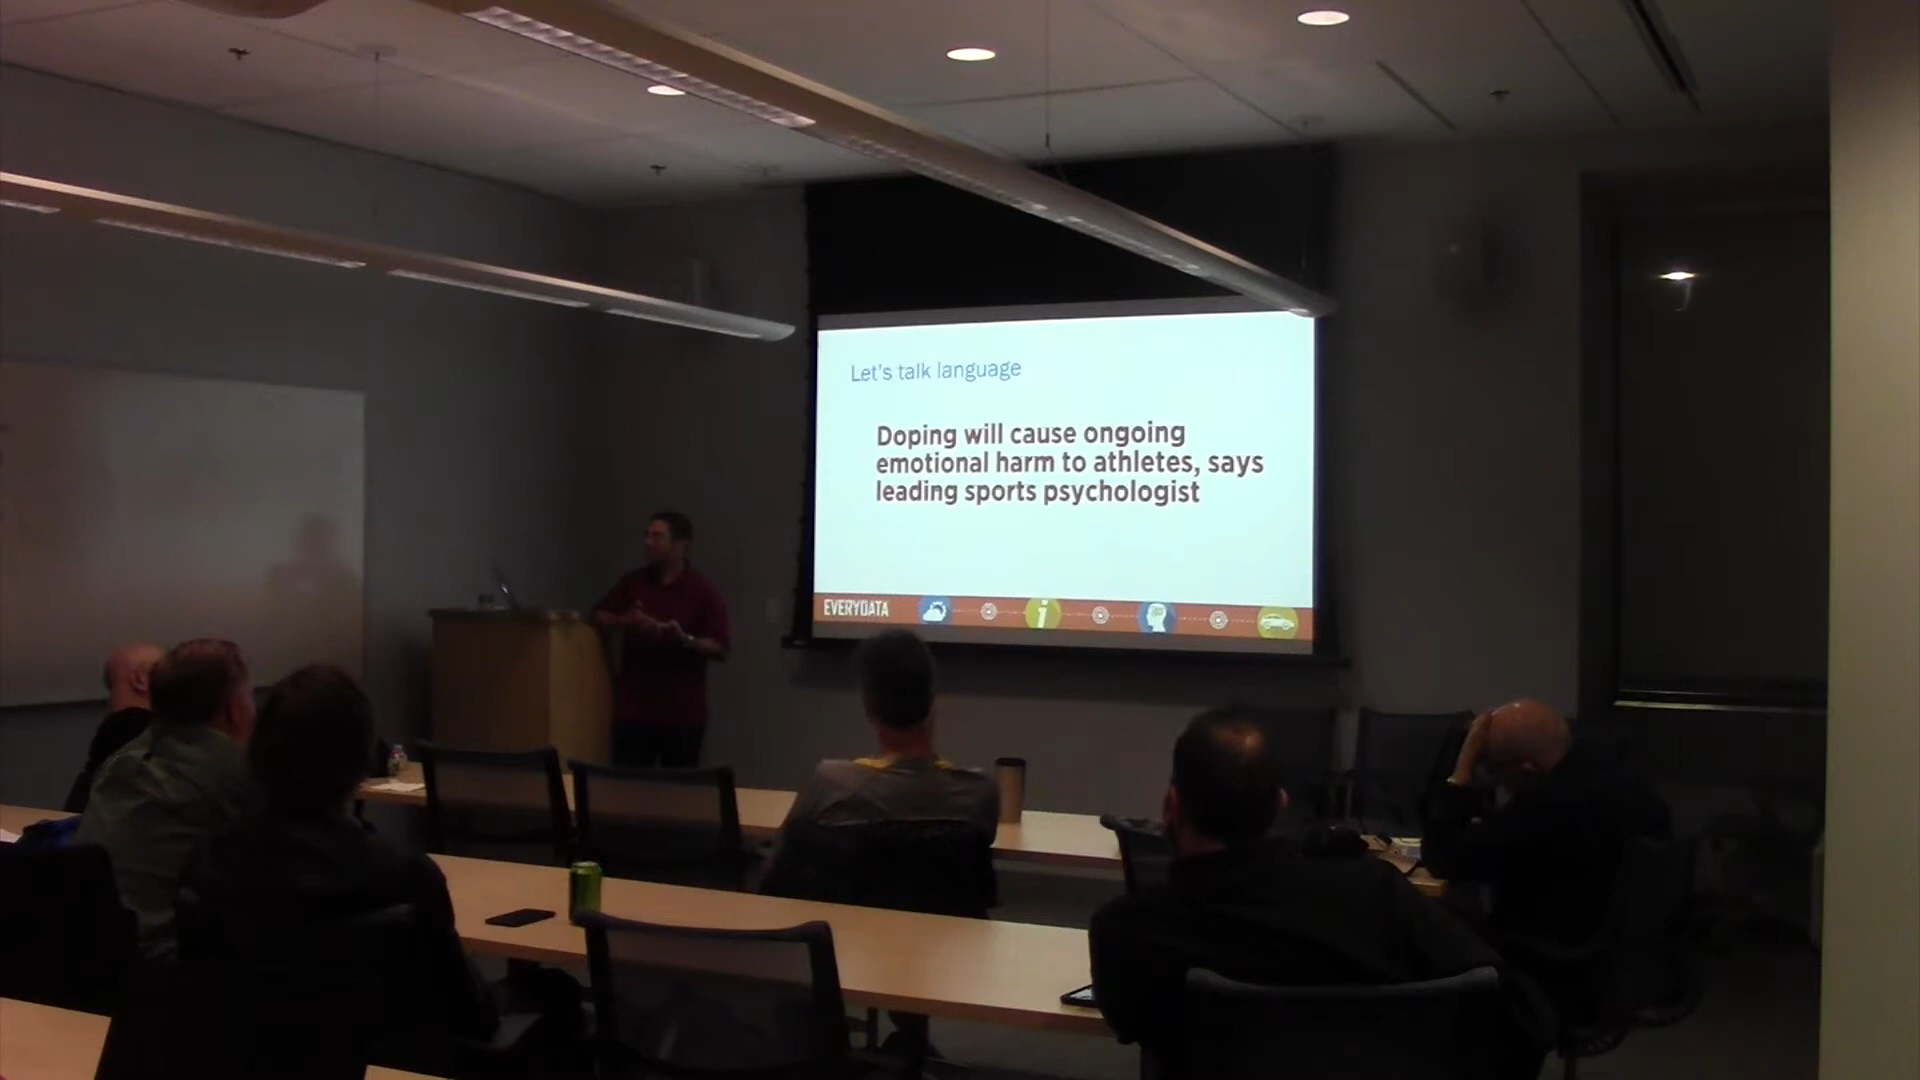 Let's talk language
Doping will cause ongoing
emotional harm to athletes, says
leading sports psychologist
EVERYDATA